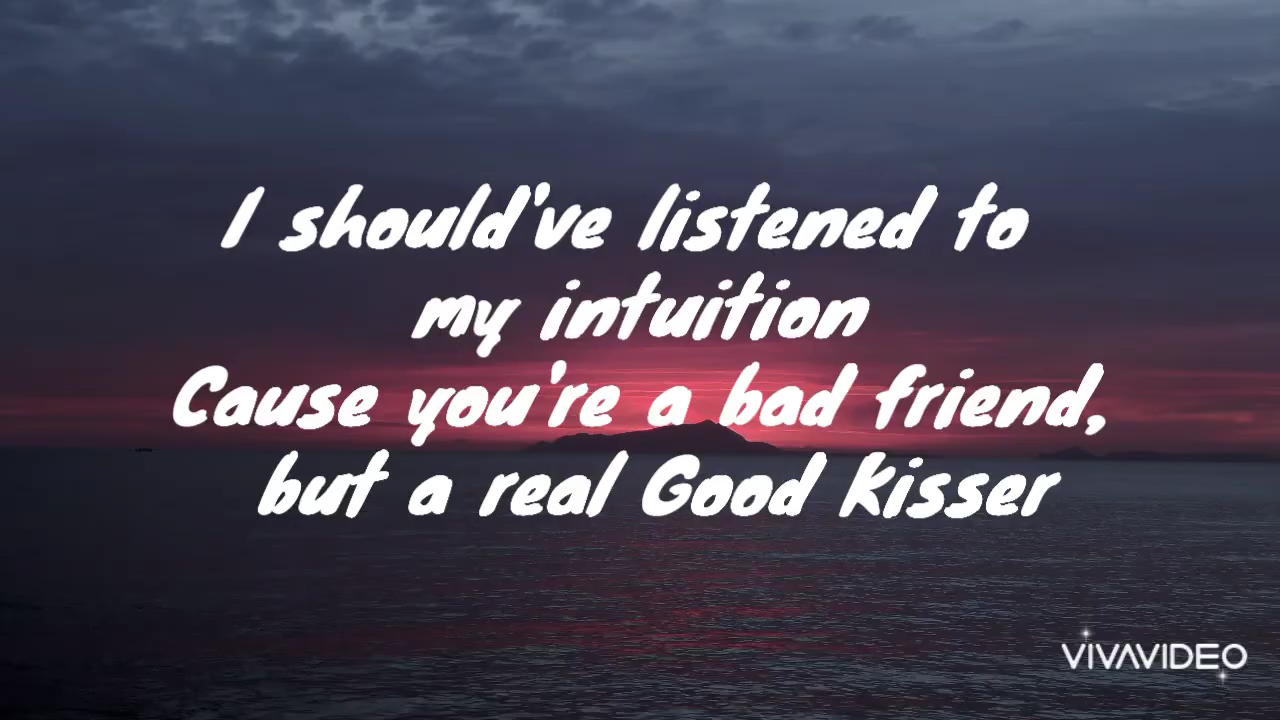 I should've listened to
my intuition
Cause you're a bad friend,
but a real Good Kisser
VIVAVIDEO